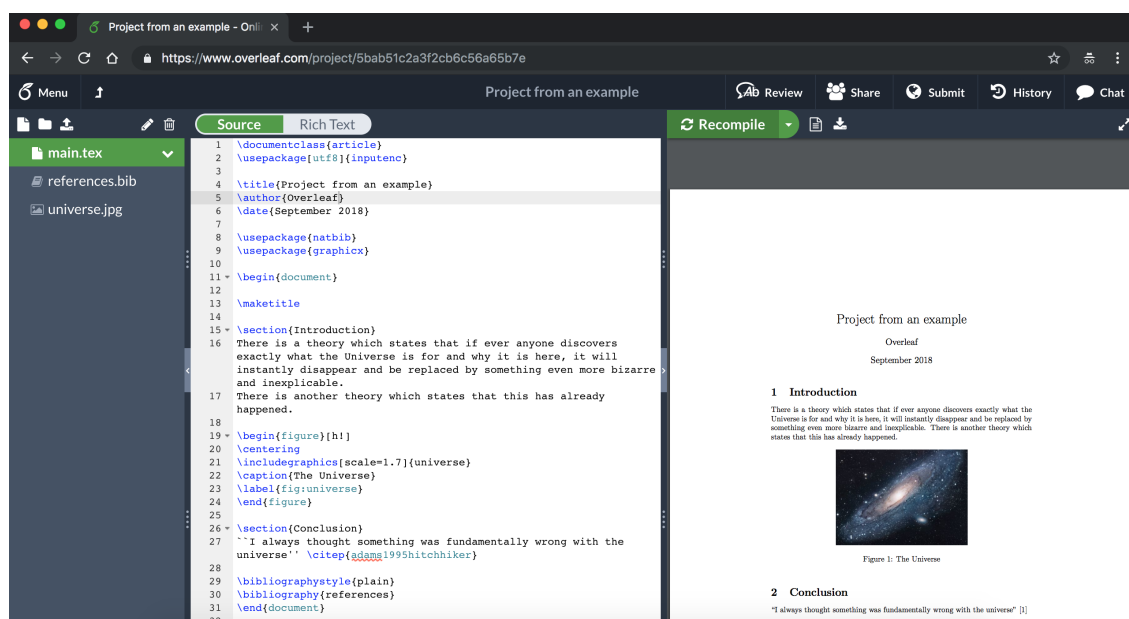 Project from an example - Onli
https://www.overleaf.com/project/5bab51c2a3f2cb6c56a65b7e
Menu
Project from an example
Review
Share
Submit
History
Chat
Source
Rich Text
Recompile
main.tex
references.bib
universe.jpg
1 \documentclass{article}
2 \usepackage[utf8]{inputenc}
3
4 \title{Project from an example}
5 \author{Overleaf}
6 \date{September 2018}
7
8 \usepackage{natbib}
9 \usepackage{graphicx}
10
11 \begin{document}
12
13 \maketitle
14
15 \section{Introduction}
16 There is a theory which states that if ever anyone discovers
exactly what the Universe is for and why it is here, it will
instantly disappear and be replaced by something even more bizarre
and inexplicable.
17 There is another theory which states that this has already
happened.
18
19 \begin{figure}[h!]
20 \centering
21 \includegraphics[scale=1.7]{universe}
22 \caption{The Universe}
23 \label{fig:universe}
24 \end{figure}
25
26 \section{Conclusion}
27 ``I always thought something was fundamentally wrong with the
universe'' \citep{adams1995hitchhiker}
28
29 \bibliographystyle{plain}
30 \bibliography{references}
31 \end{document}
Project from an example
Overleaf
September 2018
1 Introduction
There is a theory which states that if ever anyone discovers exactly what the
Universe is for and why it is here, it will instantly disappear and be replaced by
something even more bizarre and inexplicable. There is another theory which
states that this has already happened.
Figure 1: The Universe
2 Conclusion
“I always thought something was fundamentally wrong with the universe” [1]